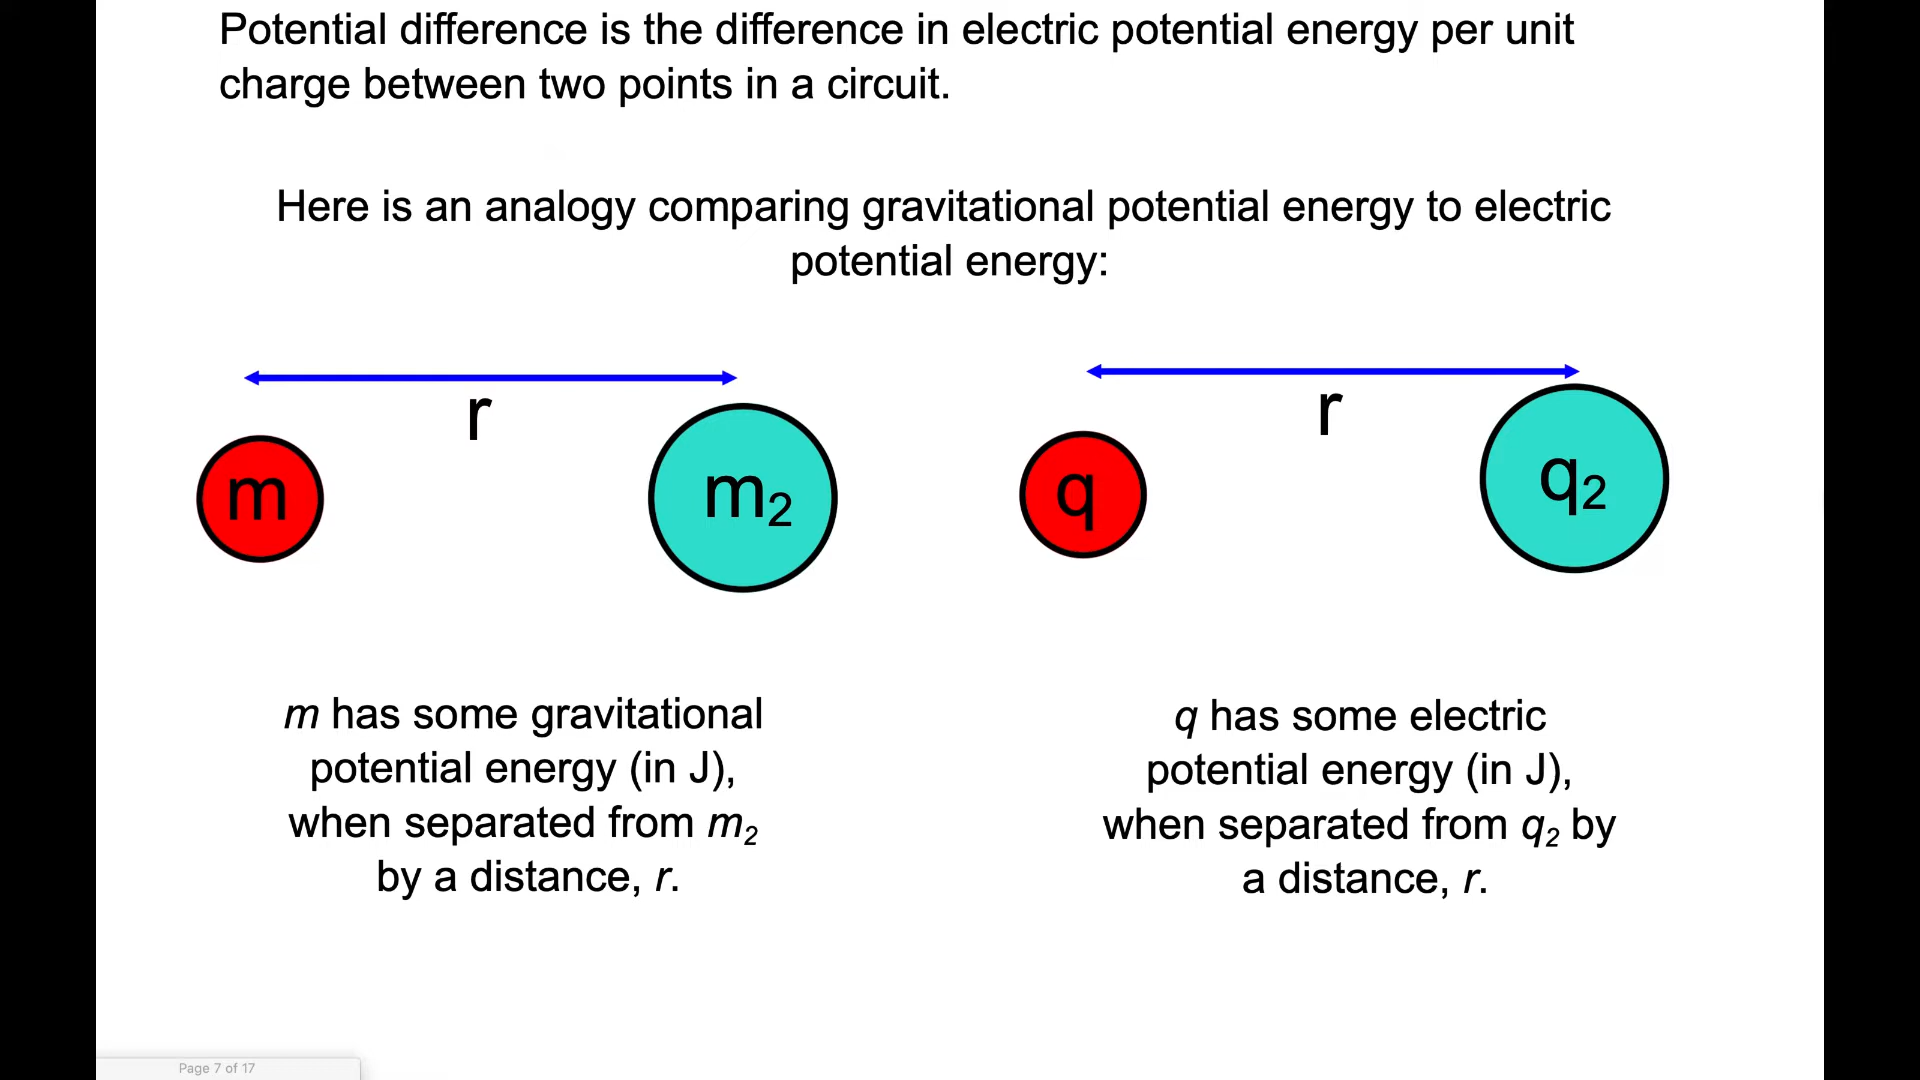 Potential difference is the difference in electric potential energy per unit
charge between two points in a circuit.
Here is an analogy comparing gravitational potential energy to electric
potential energy:
r
m
m₂
r
q
q₂
m has some gravitational
potential energy (in J),
when separated from m₂
by a distance, r.
q has some electric
potential energy (in J),
when separated from q₂ by
a distance, r.
Page 7 of 17